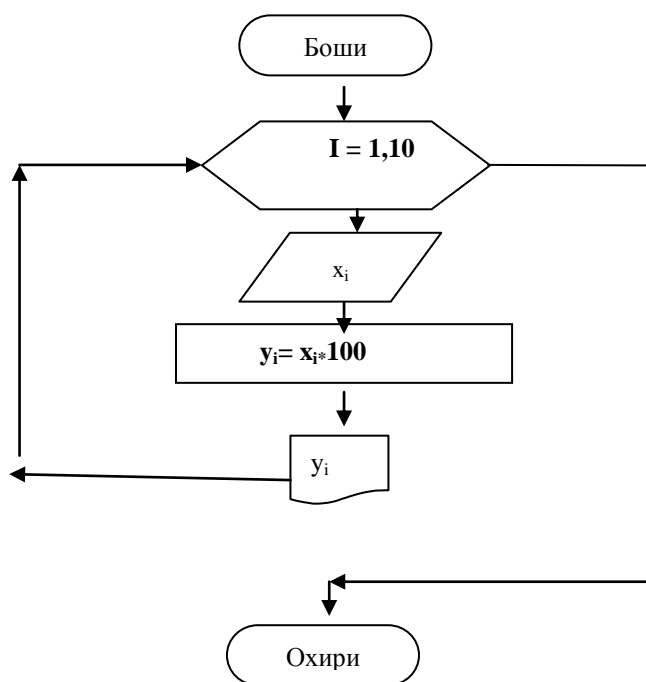 Боши
I = 1,10
xᵢ
yᵢ= xᵢ*100
yᵢ
Охири